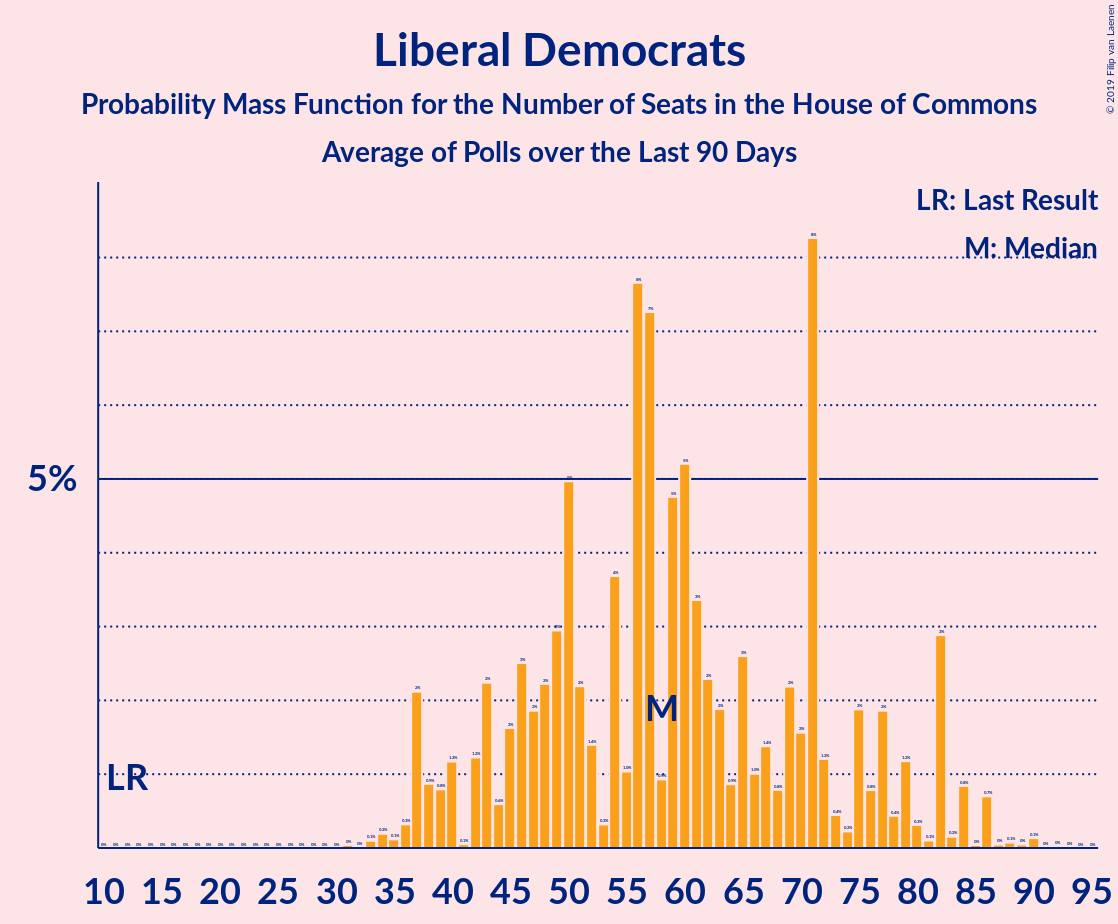 Liberal Democrats
Probability Mass Function for the Number of Seats in the House of Commons
Average of Polls over the Last 90 Days
© 2019 Filip van Laenen
LR: Last Result
M: Median
5%
LR
M
10 15 20 25 30 35 40 45 50 55 60 65 70 75 80 85 90 95